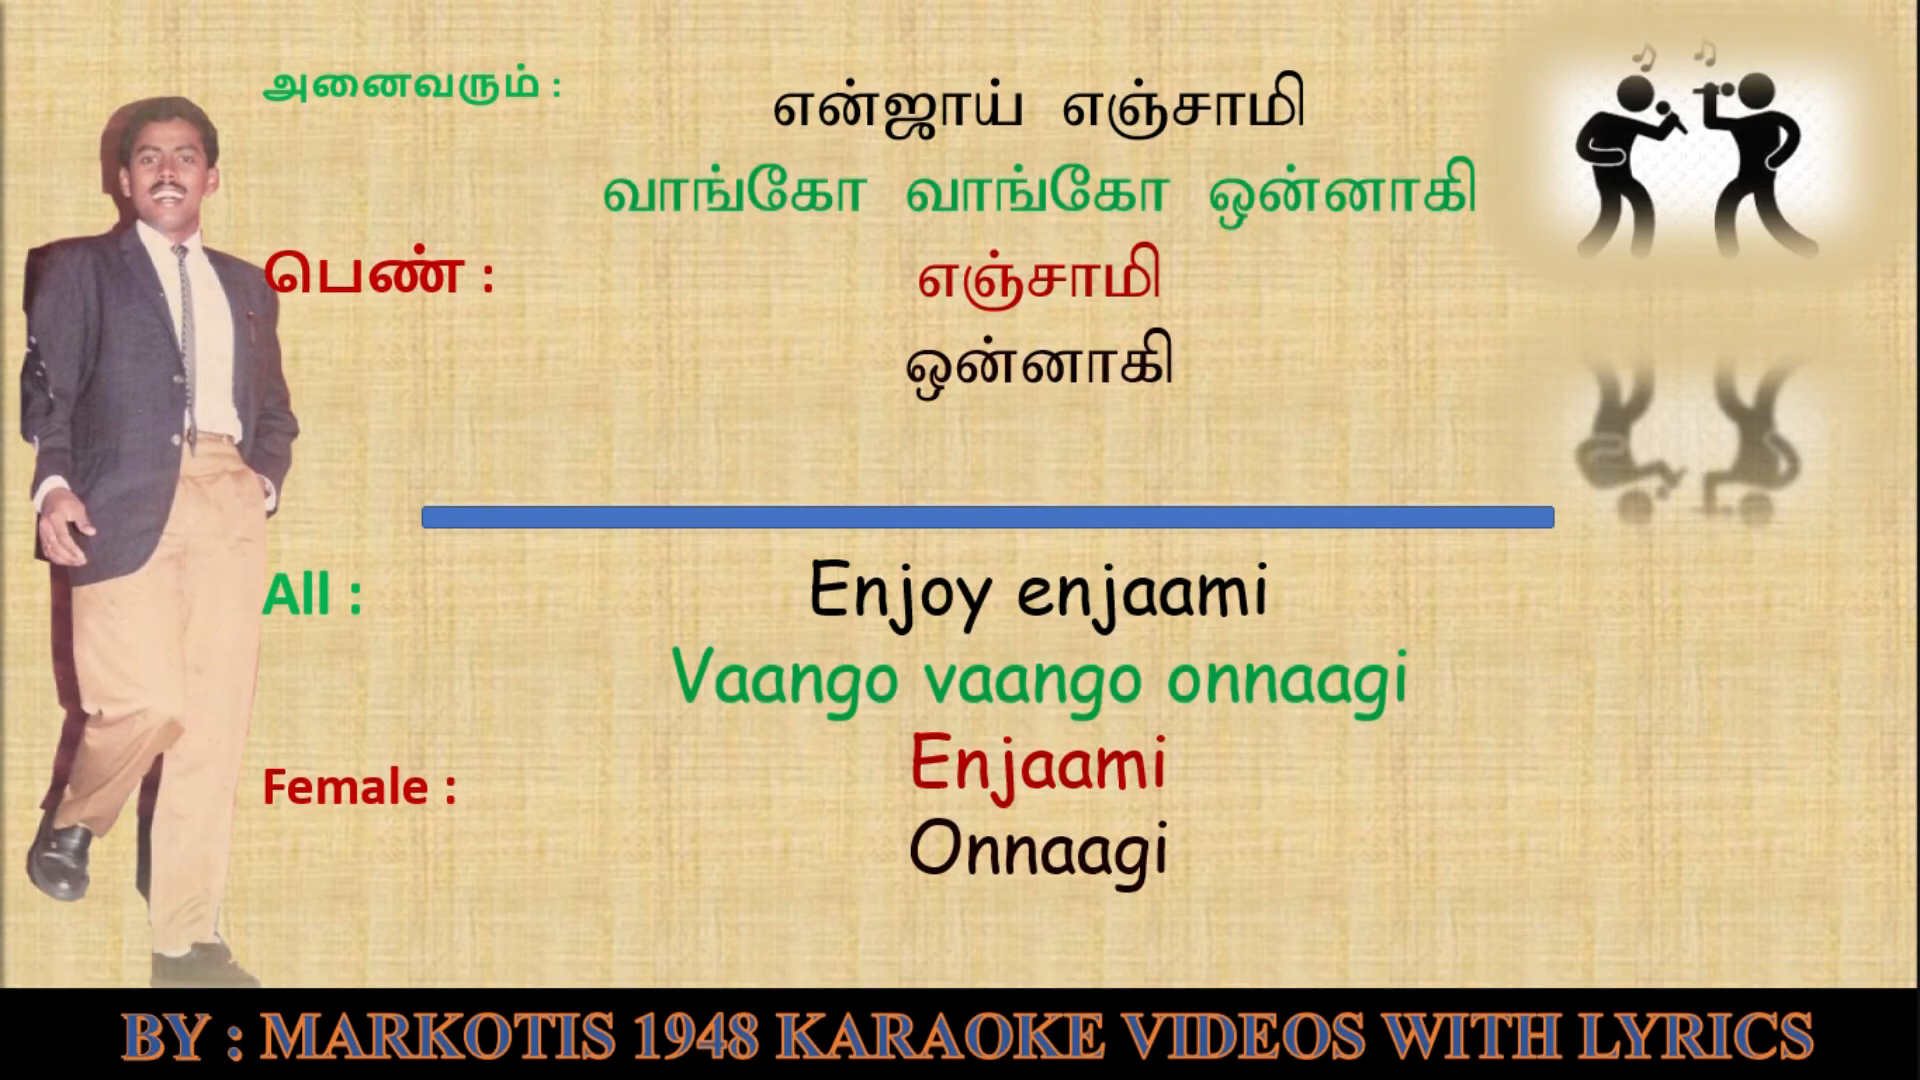 அனைவரும் :
என்ஜாய் எஞ்சாமி
வாங்கோ வாங்கோ ஒன்னாகி
பெண் :
எஞ்சாமி
ஒன்னாகி
All :
Enjoy enjaami
Vaango vaango onnaagi
Female :
Enjaami
Onnaagi
BY : MARKOTIS 1948 KARAOKE VIDEOS WITH LYRICS